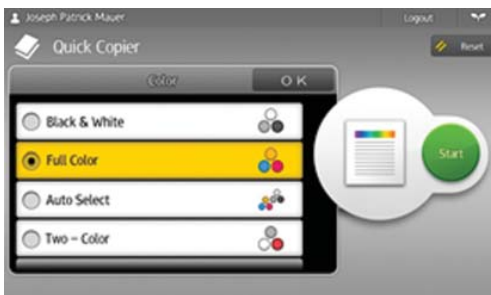 Joseph Patrick Mauer
Logout
Quick Copier
Reset
Color
OK
Black & White
Full Color
Auto Select
Two - Color
Start